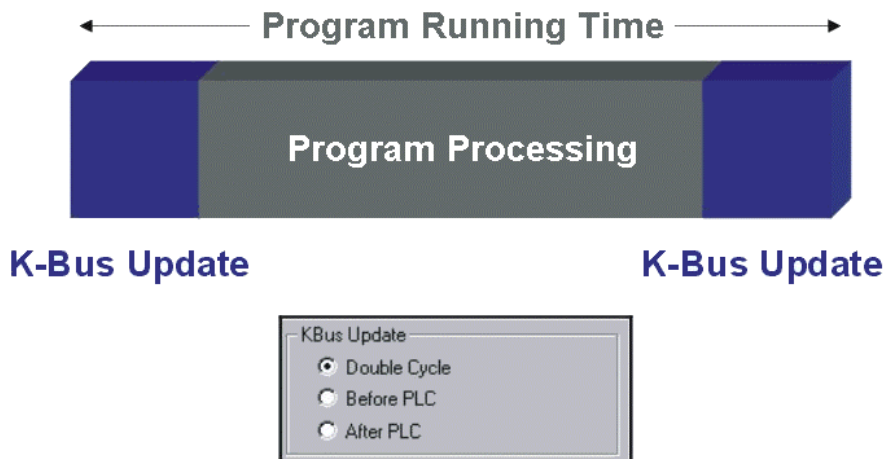 Program Running Time
Program Processing
K-Bus Update
K-Bus Update
KBus Update
Double Cycle
Before PLC
After PLC